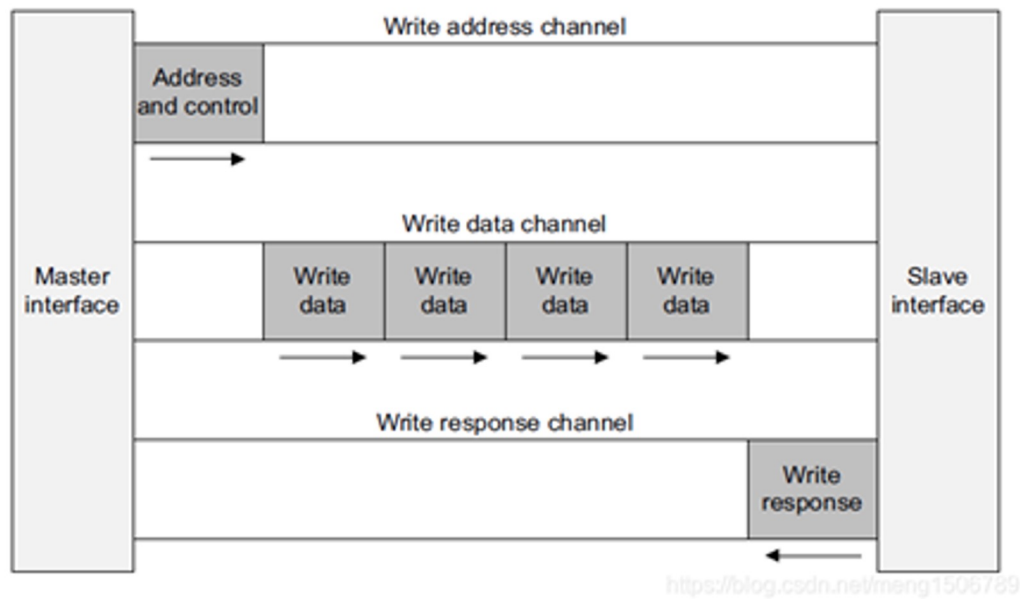 Write address channel
Address
and control
Write data channel
Master
interface
Write
data
Write
data
Write
data
Write
data
Slave
interface
Write response channel
Write
response
https://blog.csdn.net/meng1506789